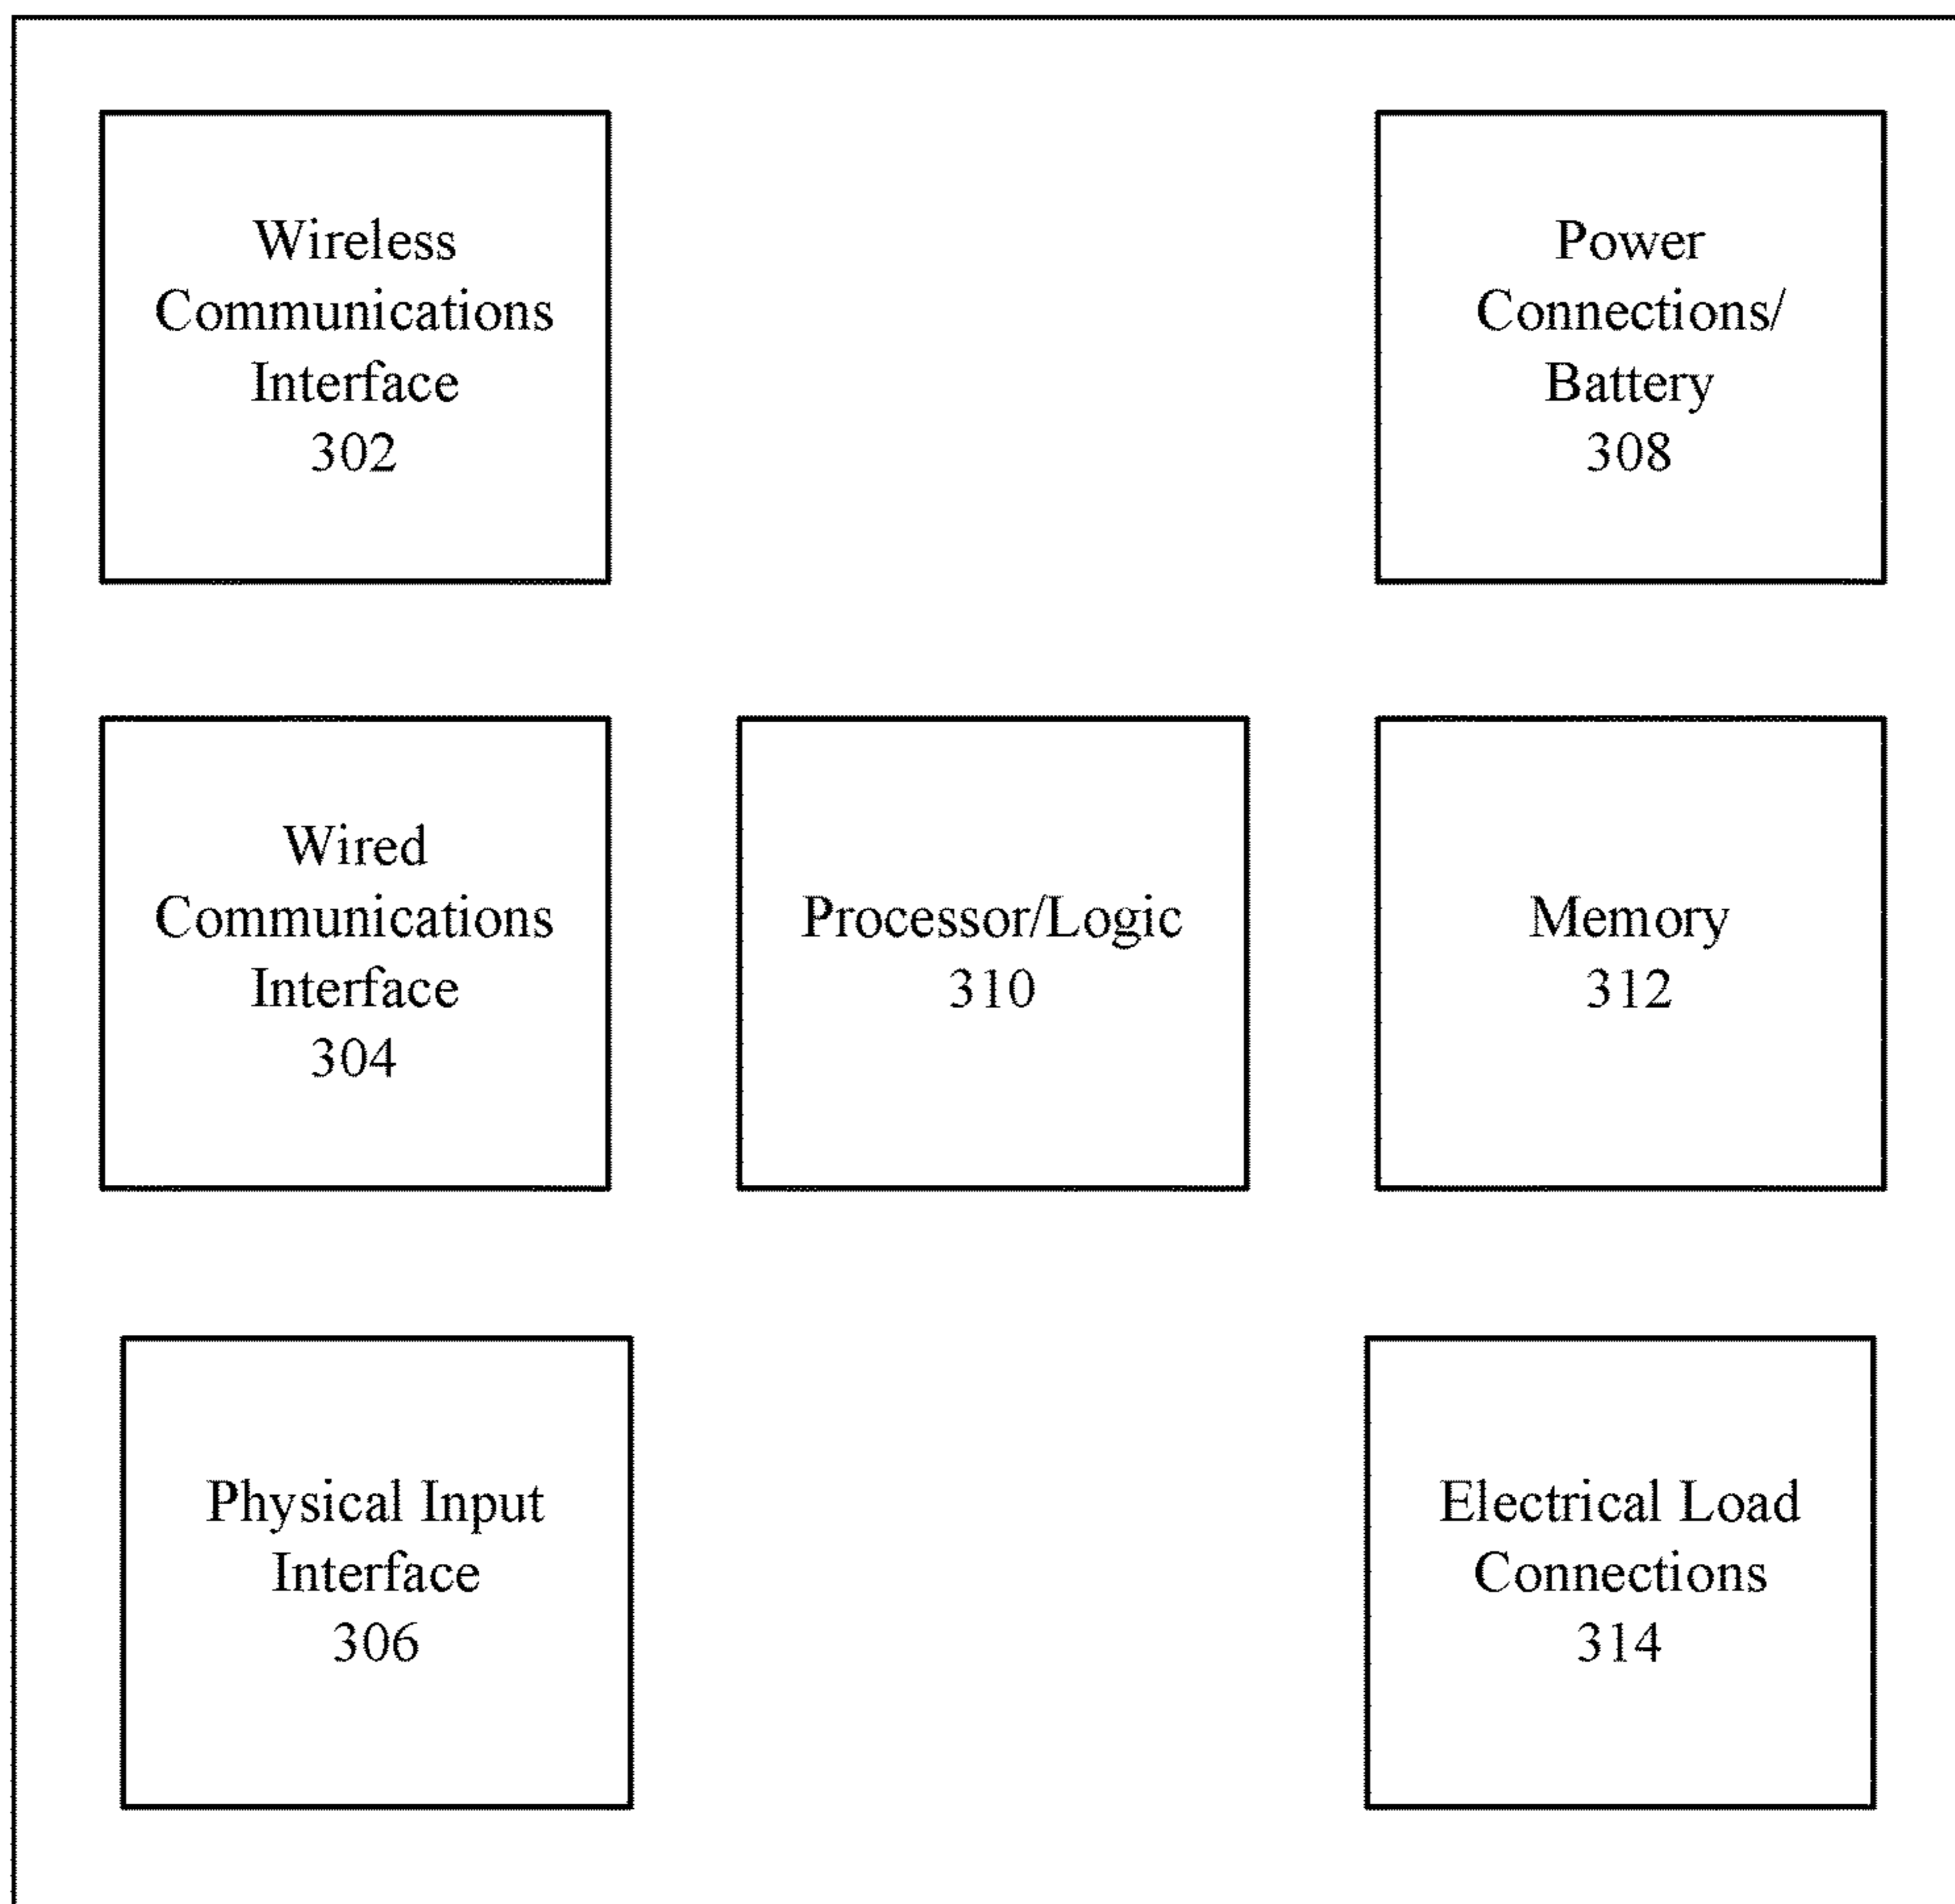 Wireless
Communications
Interface
302
Power
Connections/
Battery
308
Wired
Communications
Interface
304
Processor/Logic
310
Memory
312
Physical Input
Interface
306
Electrical Load
Connections
314